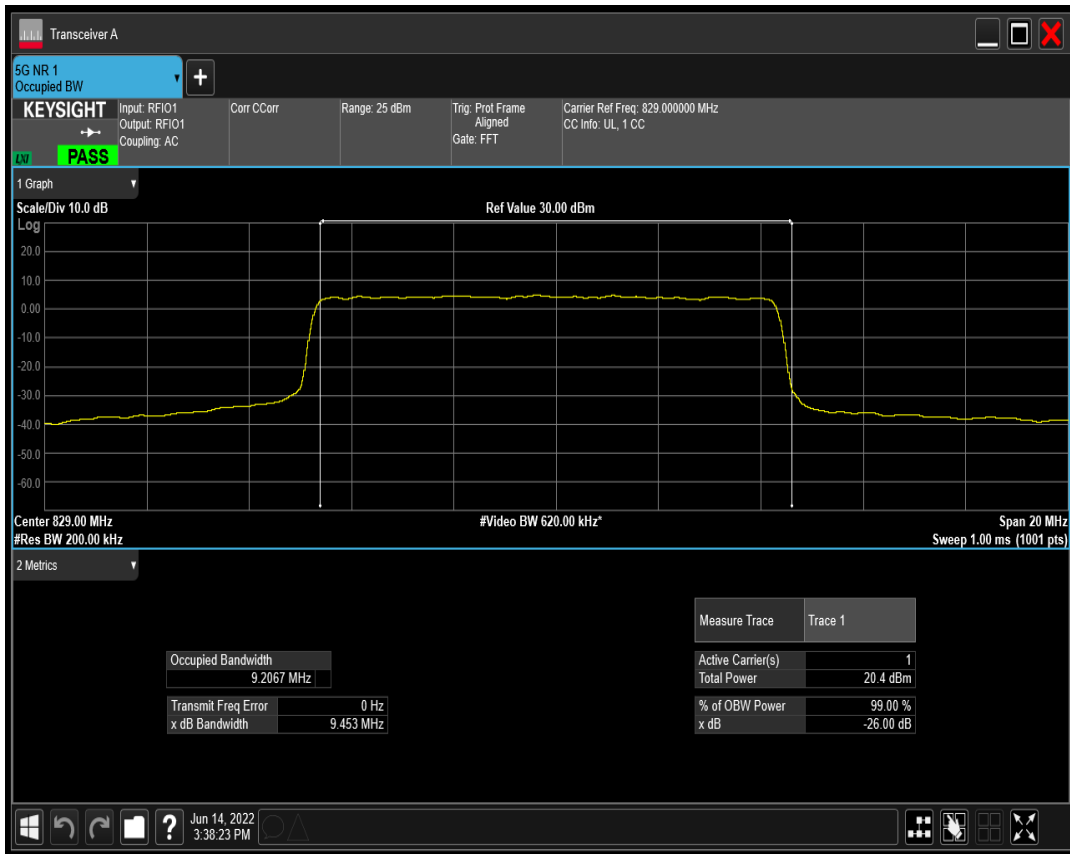 Transceiver A
5G NR 1
Occupied BW
+
KEYSIGHT
LXI
PASS
Input: RFIO1
Output: RFIO1
Coupling: AC
Corr CCorr
Range: 25 dBm
Trig: Prot Frame
Aligned
Gate: FFT
Carrier Ref Freq: 829.000000 MHz
CC Info: UL, 1 CC
1 Graph
Scale/Div 10.0 dB
Ref Value 30.00 dBm
Log
20.0
10.0
0.00
-10.0
-20.0
-30.0
-40.0
-50.0
-60.0
Center 829.00 MHz
#Video BW 620.00 kHz*
Span 20 MHz
#Res BW 200.00 kHz
Sweep 1.00 ms (1001 pts)
2 Metrics
Measure Trace Trace 1
Occupied Bandwidth
9.2067 MHz
Active Carrier(s) 1
Total Power 20.4 dBm
Transmit Freq Error 0 Hz
x dB Bandwidth 9.453 MHz
% of OBW Power 99.00 %
x dB -26.00 dB
?
Jun 14, 2022
3:38:23 PM